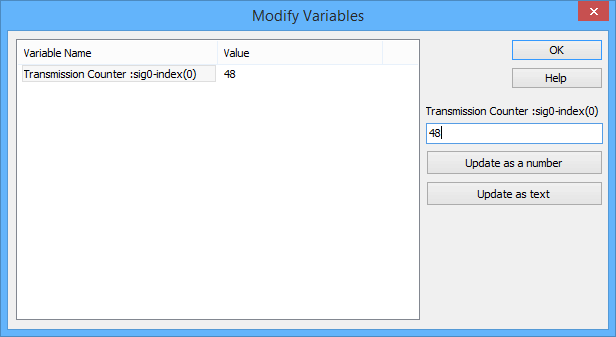 Modify Variables
Variable Name Value
Transmission Counter :sig0-index(0) 48
OK
Help
Transmission Counter :sig0-index(0)
48
Update as a number
Update as text